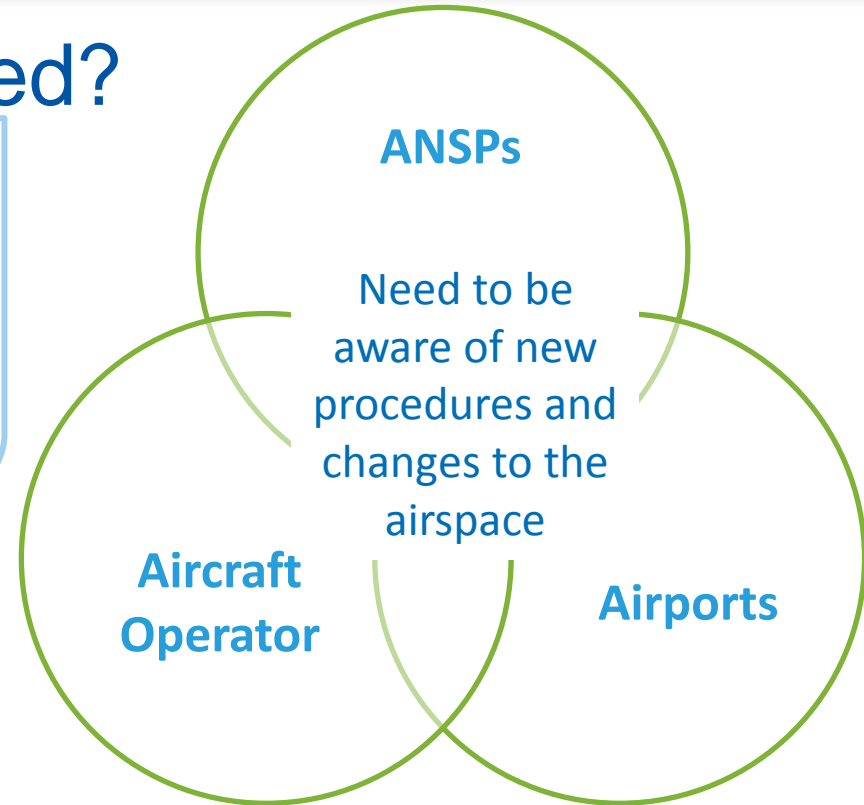 ed?
ANSPs
Need to be
aware of new
procedures and
changes to the
airspace
Aircraft
Operator
Airports